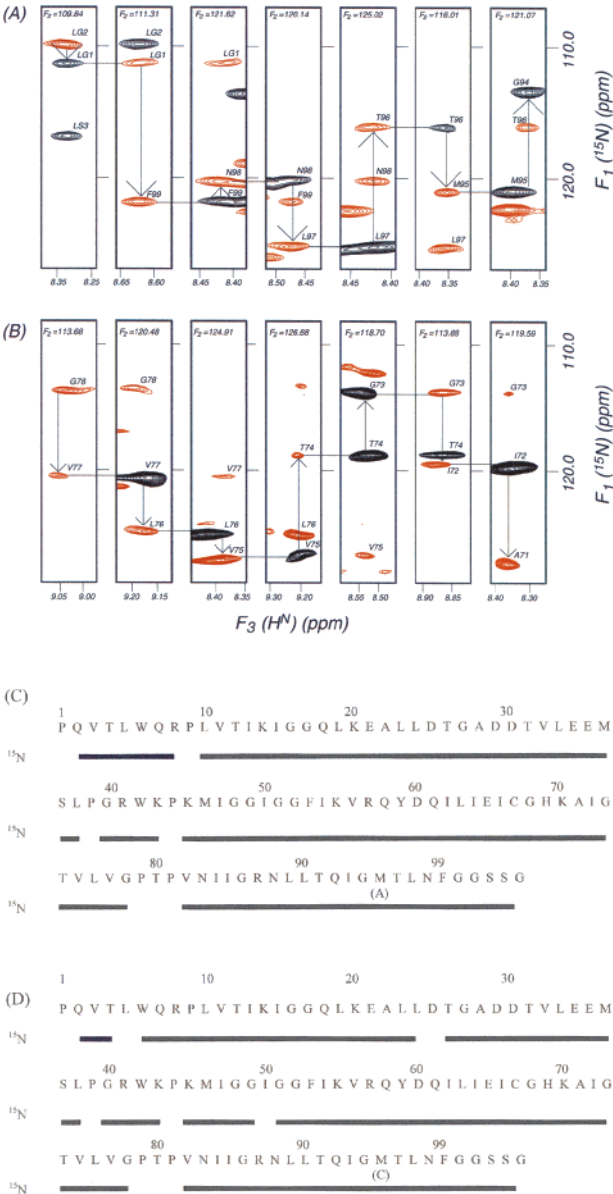 (A)
F2=109.84 F2=111.31 F2=121.62 F2=120.14 F2=125.02 F2=116.01 F2=121.07
LG2 LG2 LG1 LG1 LG1 LS3 F99 N98 F99 N98 F99 L97 T96 N98 L97 T96 M95 L97 G94 T96 M95
110.0
120.0
F1 (15N) (ppm)
8.35 8.25 8.65 8.60 8.45 8.40 8.50 8.45 8.45 8.40 8.45 8.40 8.40 8.35
(B)
F2=113.68 F2=120.48 F2=124.91 F2=126.58 F2=118.70 F2=113.68 F2=119.59
G78 V77 G78 V77 L76 V77 L76 V75 T74 L76 V75 G73 T74 V75 G73 T74 I72 G73 I72 A71
110.0
120.0
F1 (15N) (ppm)
9.05 9.00 9.20 9.15 8.40 8.35 9.30 9.20 8.55 8.50 8.90 8.85 8.40 8.30
F3 (HN) (ppm)
(C)
1 10 20 30
P Q V T L W Q R P L V T I K I G G Q L K E A L L D T G A D D T V L E E M
15N
40 50 60 70
S L P G R W K P K M I G G I G G F I K V R Q Y D Q I L I E I C G H K A I G
15N
80 90 99
T V L V G P T P V N I I G R N L L T Q I G M T L N F G G S S G
(A)
15N
(D)
1 10 20 30
P Q V T L W Q R P L V T I K I G G Q L K E A L L D T G A D D T V L E E M
15N
40 50 60 70
S L P G R W K P K M I G G I G G F I K V R Q Y D Q I L I E I C G H K A I G
15N
80 90 99
T V L V G P T P V N I I G R N L L T Q I G M T L N F G G S S G
(C)
15N